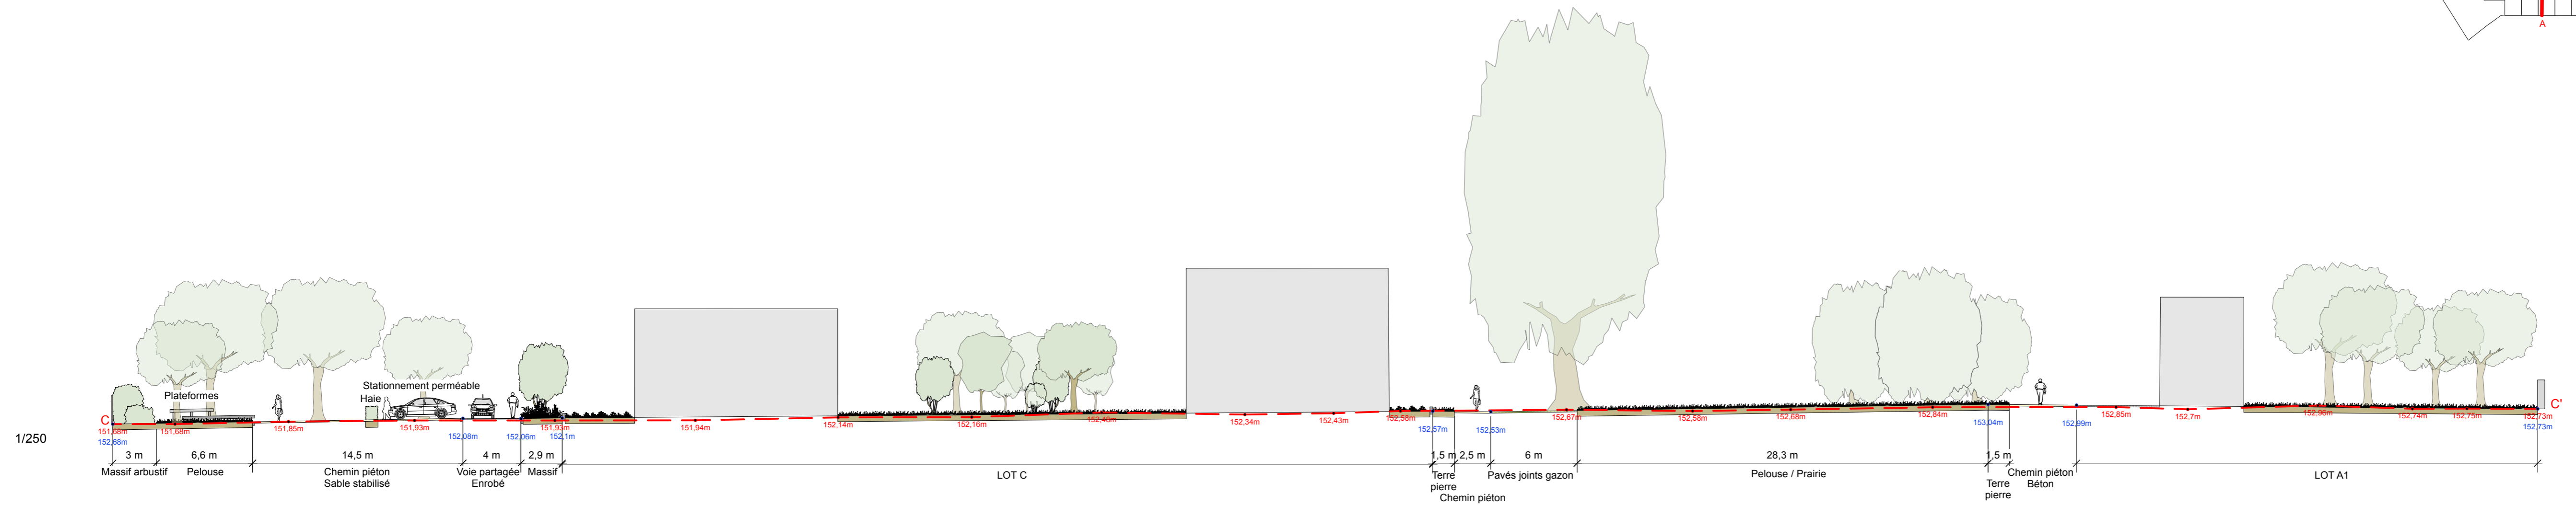 A
Stationnement perméable
Plateformes
Haie
C
C'
151,68m
151,68m
151,85m
151,93m
151,93m
151,94m
152,14m
152,16m
152,48m
152,34m
152,43m
152,56m
152,67m
152,58m
152,68m
152,84m
152,85m
152,7m
152,96m
152,74m
152,75m
152,73m
152,68m
152,08m
152,06m
152,1m
152,57m
152,53m
153,04m
152,99m
152,73m
1/250
3 m
6,6 m
14,5 m
4 m
2,9 m
1,5 m
2,5 m
6 m
28,3 m
1,5 m
Massif arbustif
Pelouse
Chemin piéton
Sable stabilisé
Voie partagée
Enrobé
Massif
LOT C
Terre
pierre
Chemin piéton
Pavés joints gazon
Pelouse / Prairie
Terre
pierre
Chemin piéton
Béton
LOT A1